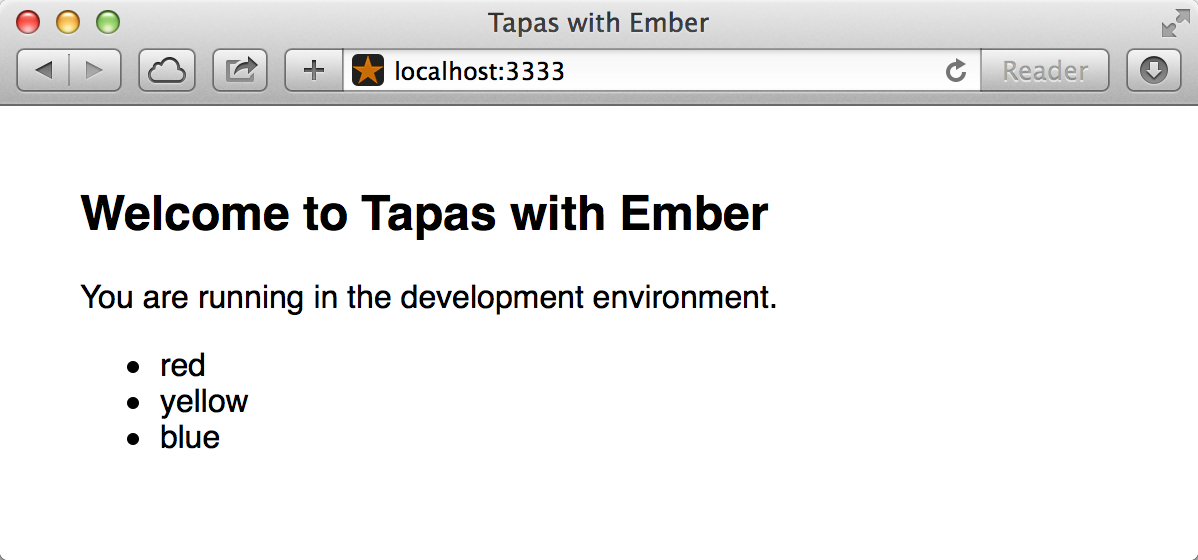 Tapas with Ember
localhost:3333
Reader
Welcome to Tapas with Ember
You are running in the development environment.
red
yellow
blue